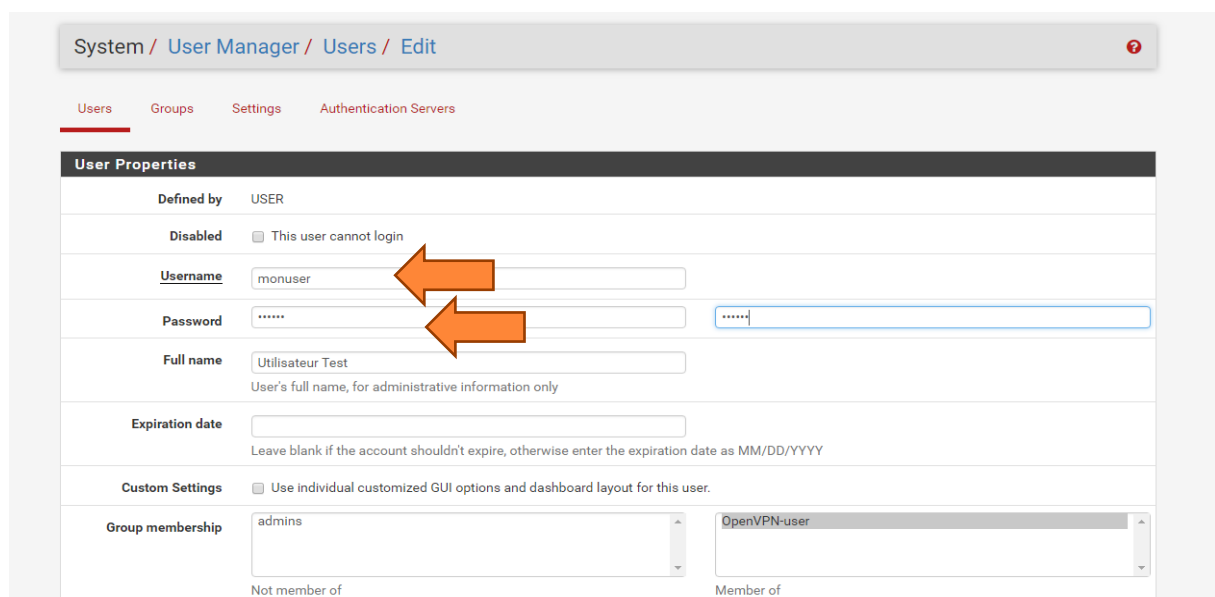 System / User Manager / Users / Edit
Users Groups Settings Authentication Servers
User Properties
Defined by USER
Disabled This user cannot login
Username monuser
Password •••••• ••••••
Full name Utilisateur Test
User's full name, for administrative information only
Expiration date
Leave blank if the account shouldn't expire, otherwise enter the expiration date as MM/DD/YYYY
Custom Settings Use individual customized GUI options and dashboard layout for this user.
Group membership admins OpenVPN-user
Not member of Member of